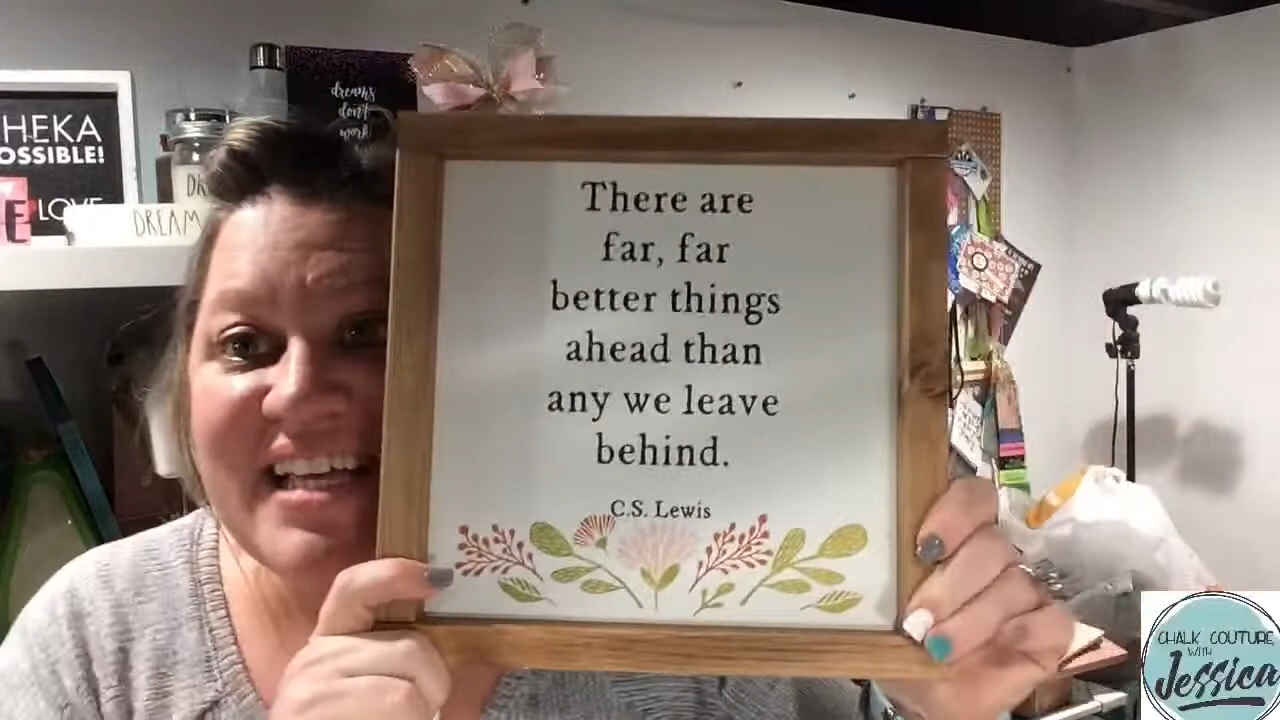 HEKA
OSSIBLE!
LOVE
E
DREAM
DR
dreams
don't
work
There are
far, far
better things
ahead than
any we leave
behind.
C.S. Lewis
CHALK COUTURE
WITH
Jessica